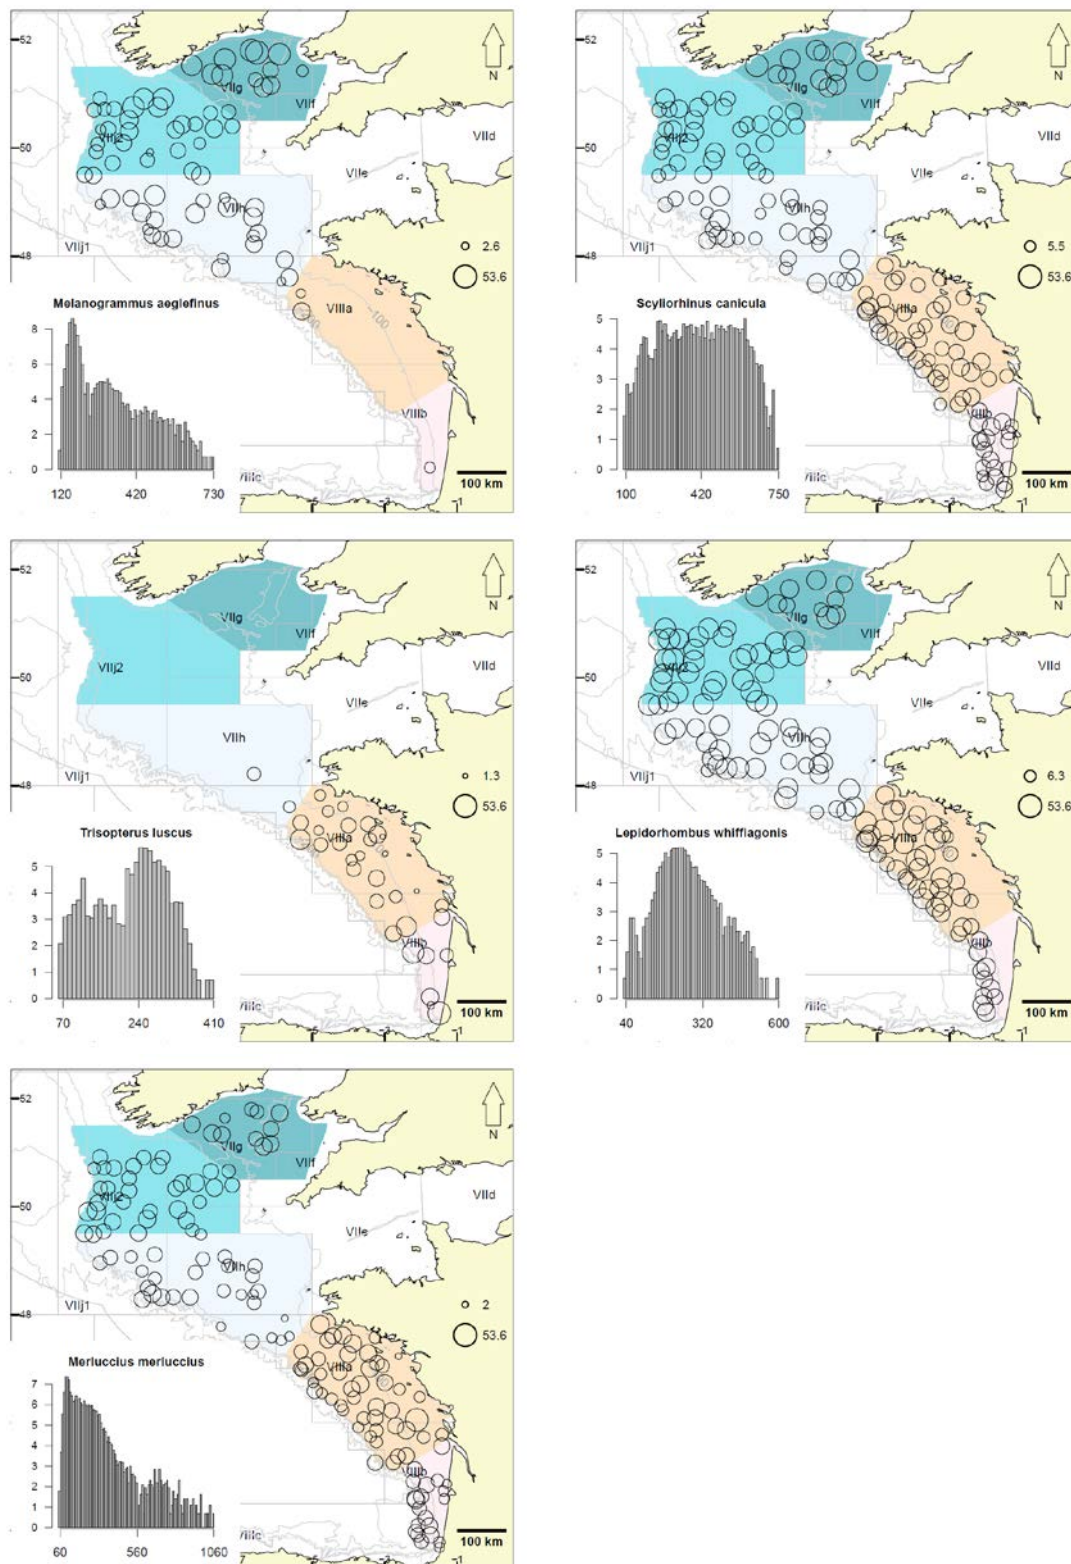 52
N
VIIg
VIIf
VIId
VIIj2
50
VIIe
VIIh
VIIj1
48
2.6
53.6
Melanogrammus aeglefinus
VIIIa
-100
8
6
4
2
0
VIIIb
VIIIc
120 420 730
100 km
-1
52
N
VIIg
VIIf
VIId
VIIj2
50
VIIe
VIIh
VIIj1
48
5.5
53.6
Scyliorhinus canicula
VIIIa
5
4
3
2
1
0
VIIIb
VIIIc
100 420 750
100 km
-1
52
N
VIIg
VIIf
VIIj2
VIId
50
VIIe
VIIh
VIIj1
48
1.3
53.6
Trisopterus luscus
VIIIa
5
4
3
2
1
0
VIIIb
VIIIc
70 240 410
100 km
-1
52
N
VIIg
VIIf
VIIj2
VIId
50
VIIe
VIIh
VIIj1
48
6.3
53.6
Lepidorhombus whiffiagonis
VIIIa
5
4
3
2
1
0
VIIIb
VIIIc
40 320 600
100 km
-1
52
N
VIIg
VIIf
VIId
VIIj2
50
VIIe
VIIh
VIIj1
48
2
53.6
Merluccius merluccius
VIIIa
7
6
5
4
3
2
1
0
VIIIb
VIIIc
60 560 1060
100 km
-1